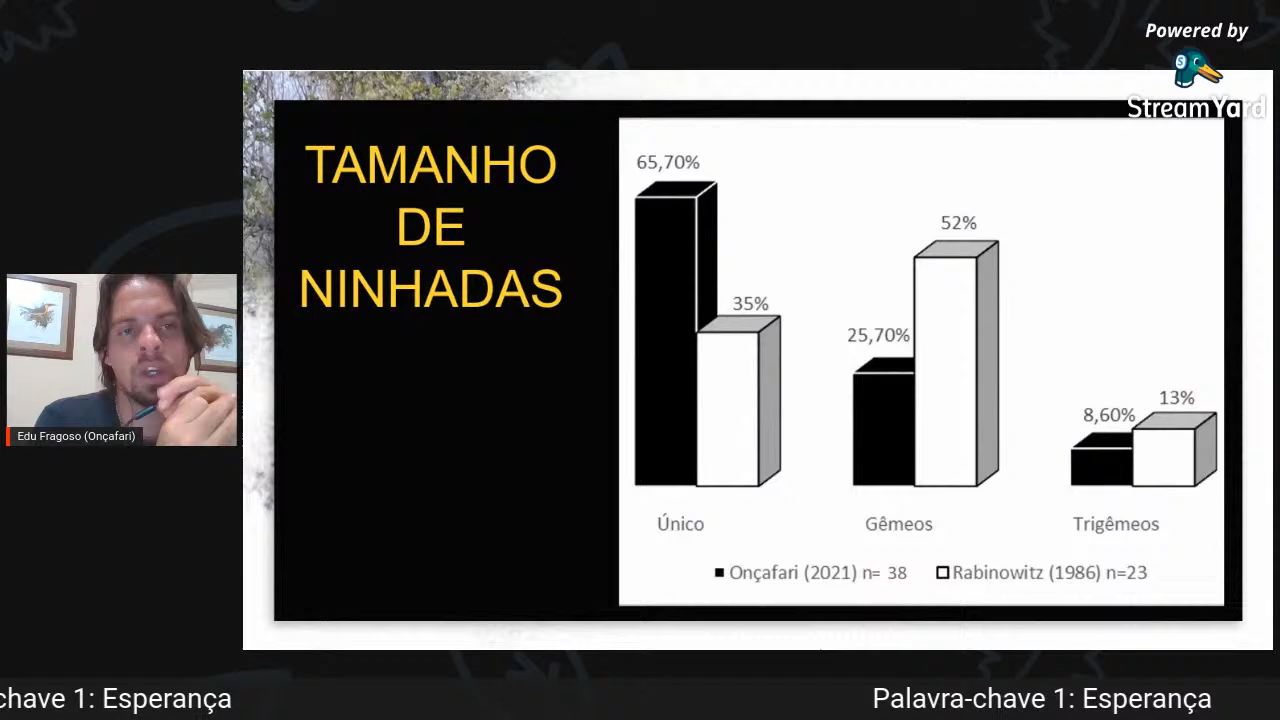 Powered by
StreamYard
TAMANHO
DE
NINHADAS
65,70%
35%
25,70%
52%
8,60%
13%
Único
Gêmeos
Trigêmeos
Onçafari (2021) n= 38
Rabinowitz (1986) n=23
Edu Fragoso (Onçafari)
chave 1: Esperança
Palavra-chave 1: Esperança